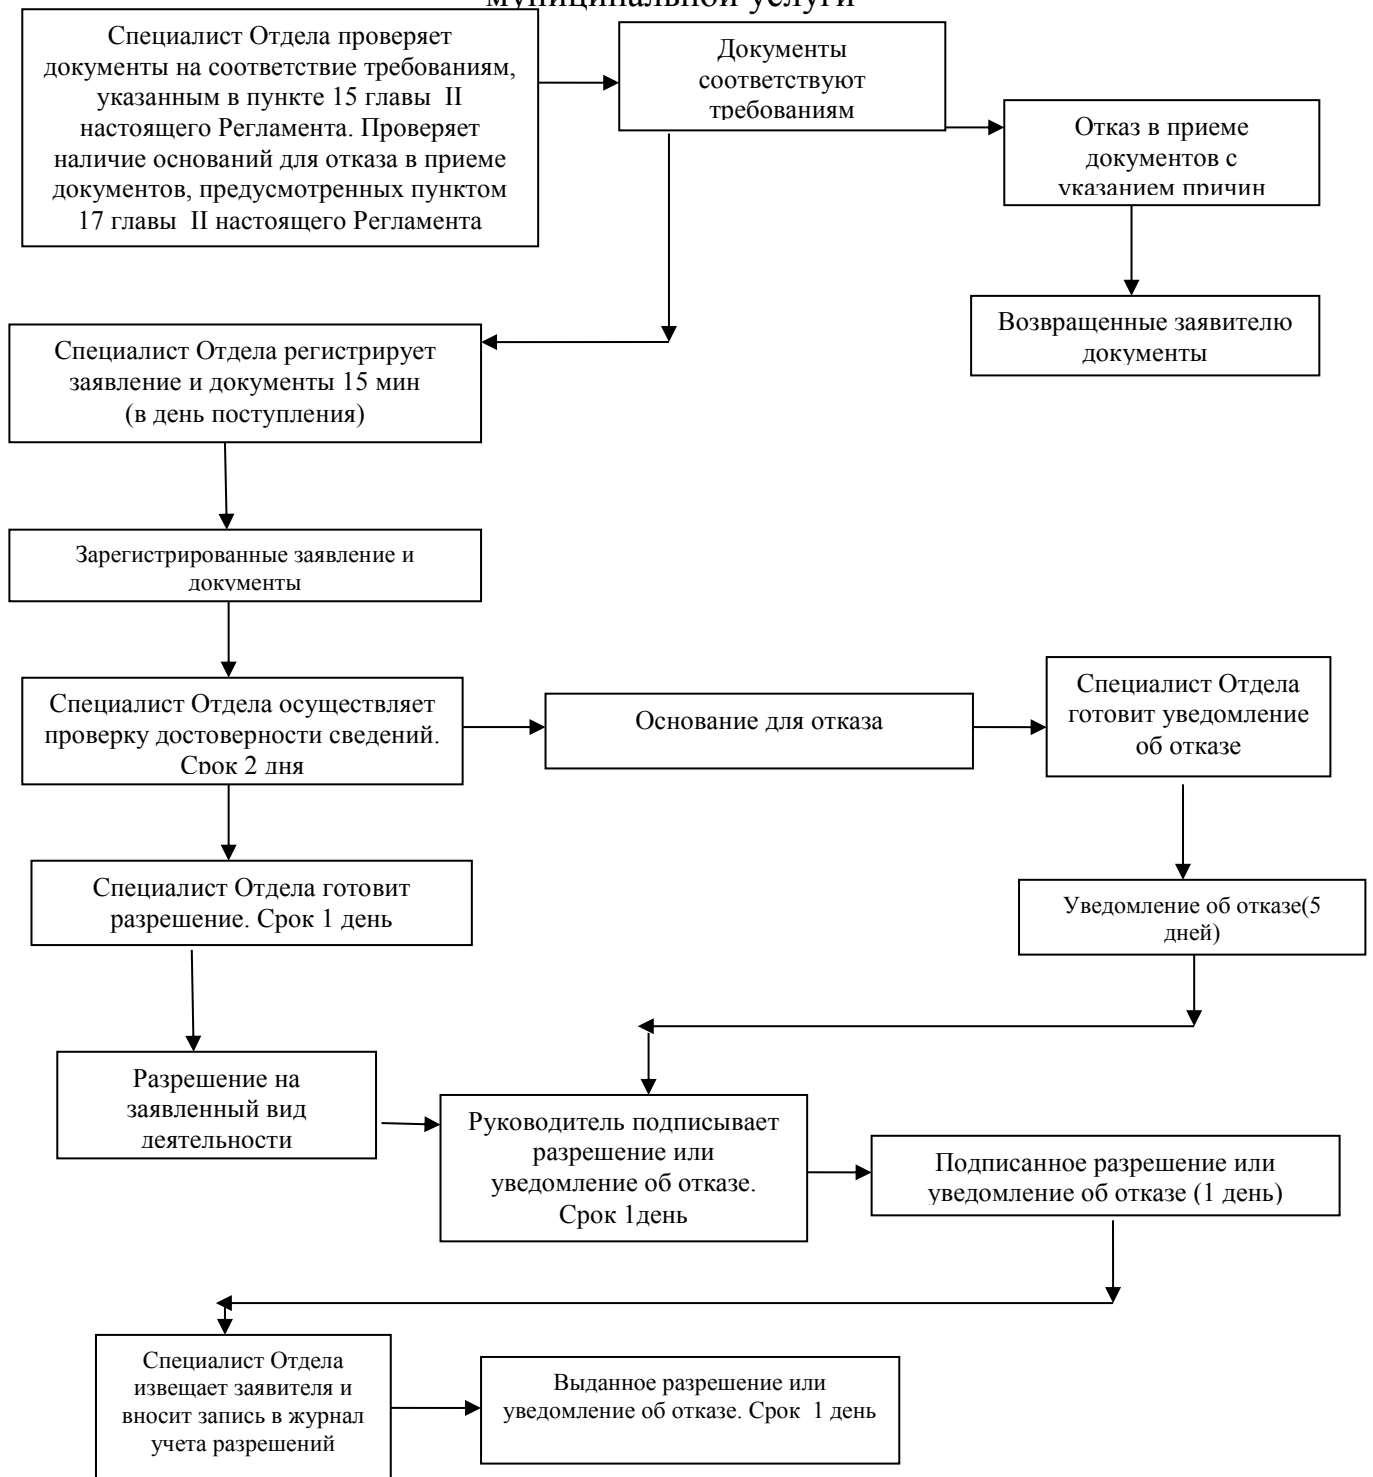 муниципальной услуги
Специалист Отдела проверяет
документы на соответствие требованиям,
указанным в пункте 15 главы II
настоящего Регламента. Проверяет
наличие оснований для отказа в приеме
документов, предусмотренных пунктом
17 главы II настоящего Регламента
Документы
соответствуют
требованиям
Отказ в приеме
документов с
указанием причин
Возвращенные заявителю
документы
Специалист Отдела регистрирует
заявление и документы 15 мин
(в день поступления)
Зарегистрированные заявление и
документы
Специалист Отдела осуществляет
проверку достоверности сведений.
Срок 2 дня
Основание для отказа
Специалист Отдела
готовит уведомление
об отказе
Специалист Отдела готовит
разрешение. Срок 1 день
Уведомление об отказе(5
дней)
Разрешение на
заявленный вид
деятельности
Руководитель подписывает
разрешение или
уведомление об отказе.
Срок 1день
Подписанное разрешение или
уведомление об отказе (1 день)
Специалист Отдела
извещает заявителя и
вносит запись в журнал
учета разрешений
Выданное разрешение или
уведомление об отказе. Срок 1 день